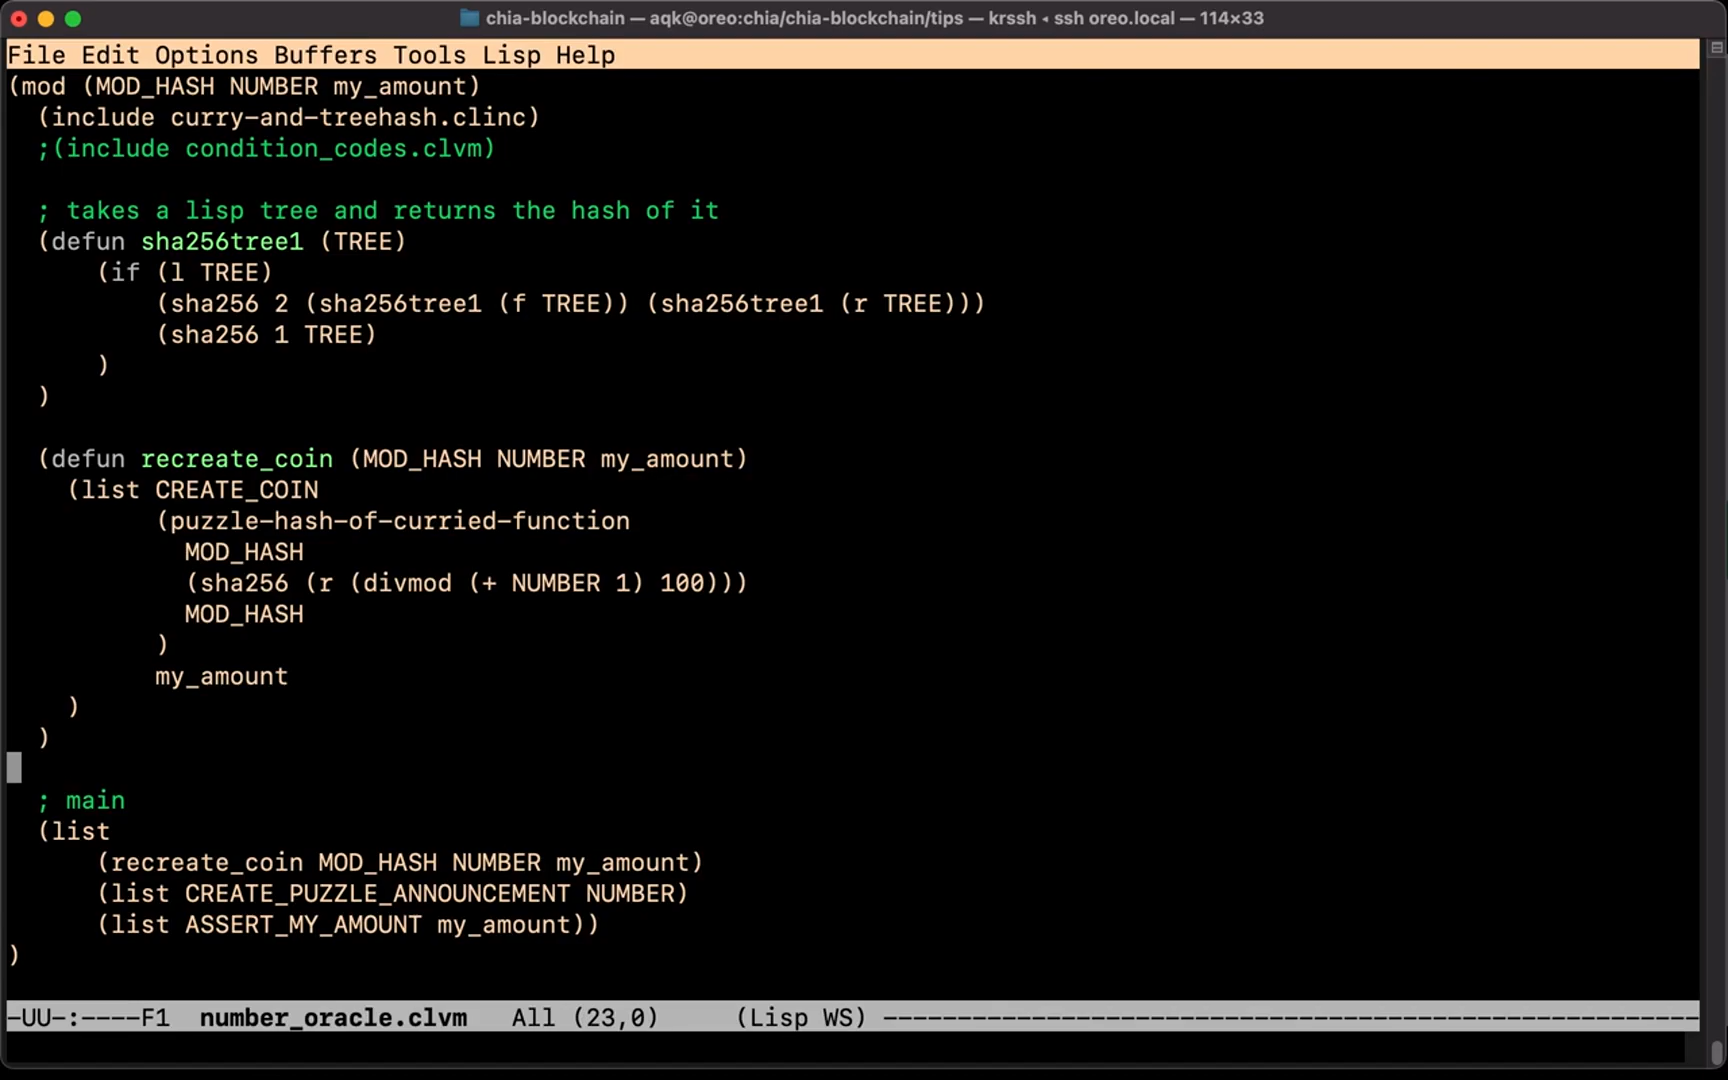 chia-blockchain — aqk@oreo:chia/chia-blockchain/tips — krssh ◂ ssh oreo.local — 114×33
File Edit Options Buffers Tools Lisp Help
(mod (MOD_HASH NUMBER my_amount)
  (include curry-and-treehash.clinc)
  ;(include condition_codes.clvm)

  ; takes a lisp tree and returns the hash of it
  (defun sha256tree1 (TREE)
      (if (l TREE)
          (sha256 2 (sha256tree1 (f TREE)) (sha256tree1 (r TREE)))
          (sha256 1 TREE)
      )
  )

  (defun recreate_coin (MOD_HASH NUMBER my_amount)
    (list CREATE_COIN
          (puzzle-hash-of-curried-function
            MOD_HASH
            (sha256 (r (divmod (+ NUMBER 1) 100)))
            MOD_HASH
          )
          my_amount
    )
  )

  ; main
  (list
      (recreate_coin MOD_HASH NUMBER my_amount)
      (list CREATE_PUZZLE_ANNOUNCEMENT NUMBER)
      (list ASSERT_MY_AMOUNT my_amount))
)
-UU-:----F1  number_oracle.clvm   All (23,0)     (Lisp WS) -------------------------------------------------------